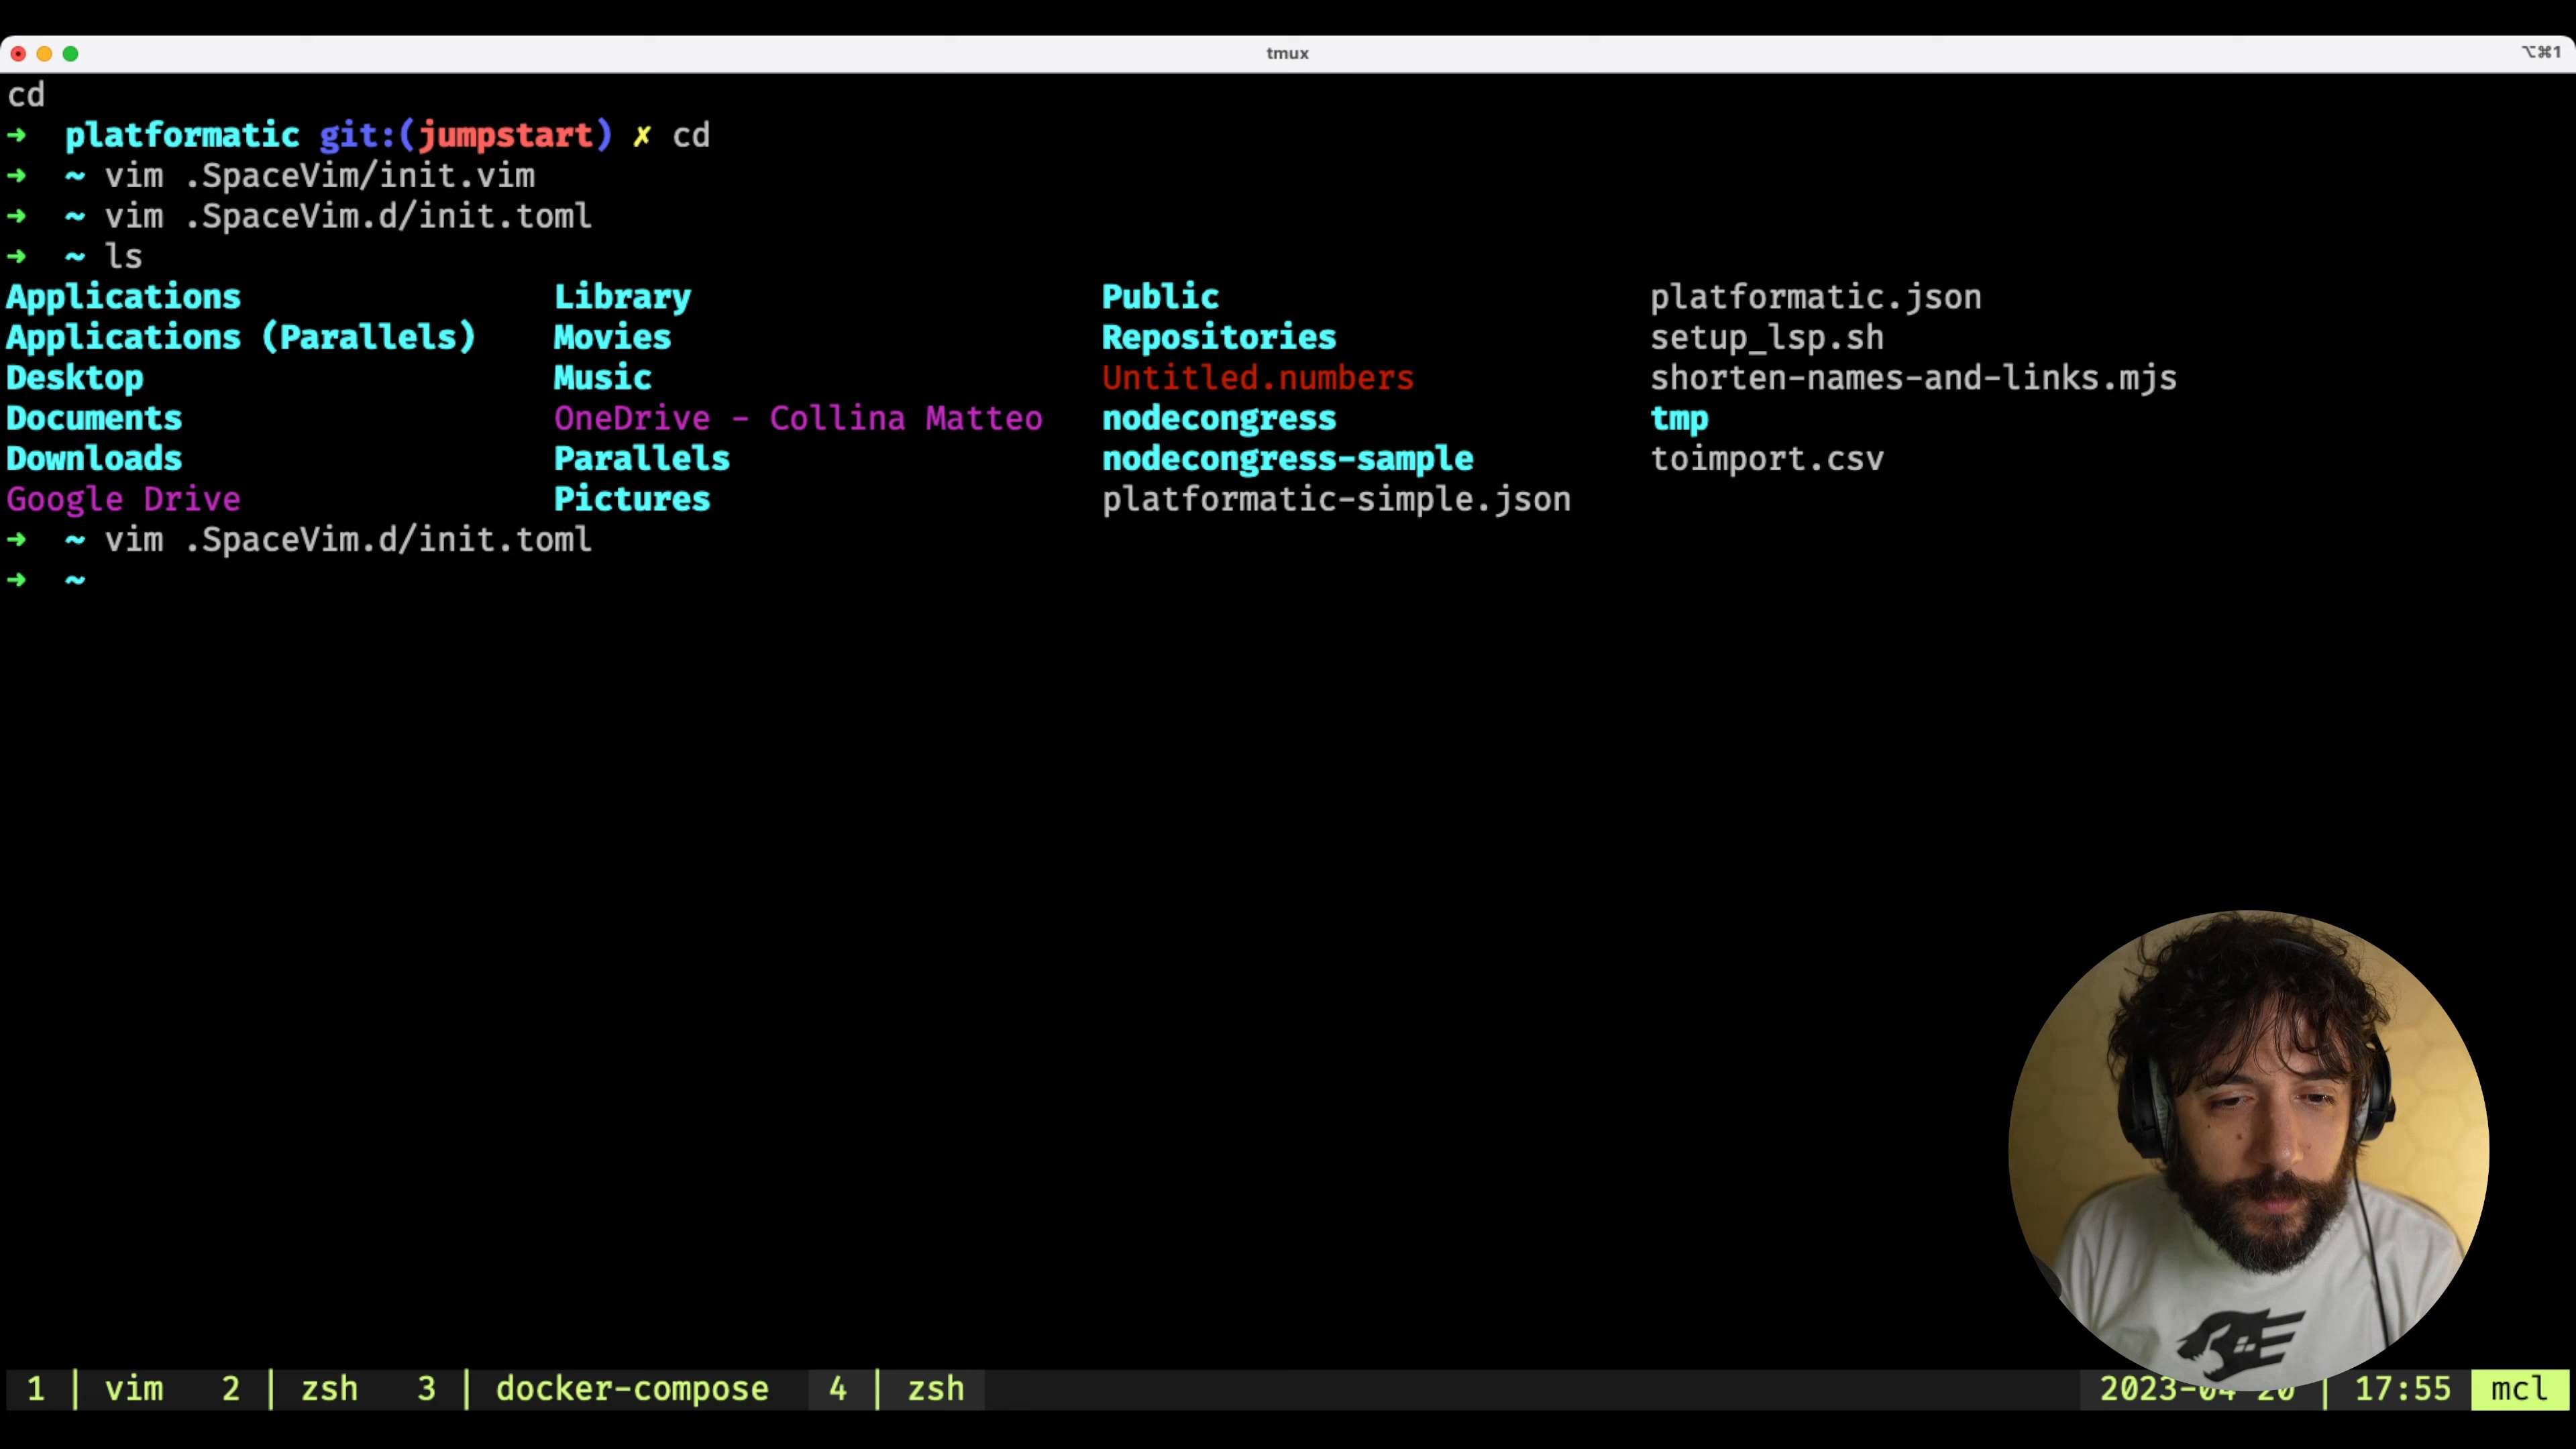 tmux
⌥⌘1
cd
➜ platformatic git:(jumpstart) ✗ cd
➜ ~ vim .SpaceVim/init.vim
➜ ~ vim .SpaceVim.d/init.toml
➜ ~ ls
Applications Library Public platformatic.json
Applications (Parallels) Movies Repositories setup_lsp.sh
Desktop Music Untitled.numbers shorten-names-and-links.mjs
Documents OneDrive - Collina Matteo nodecongress tmp
Downloads Parallels nodecongress-sample toimport.csv
Google Drive Pictures platformatic-simple.json
➜ ~ vim .SpaceVim.d/init.toml
➜ ~
1 | vim 2 | zsh 3 | docker-compose 4 | zsh 2023-04-20 | 17:55 mcl